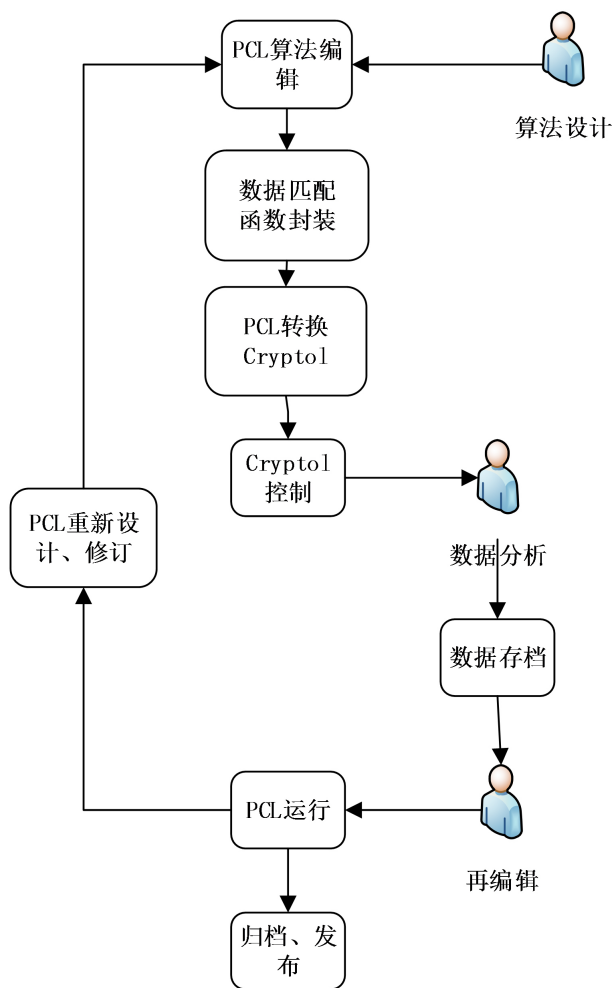 PCL算法编
辑
算法设计
数据匹配
函数封装
PCL转换
Cryptol
Cryptol
控制
PCL重新设
计、修订
数据分析
数据存档
PCL运行
再编辑
归档、发
布